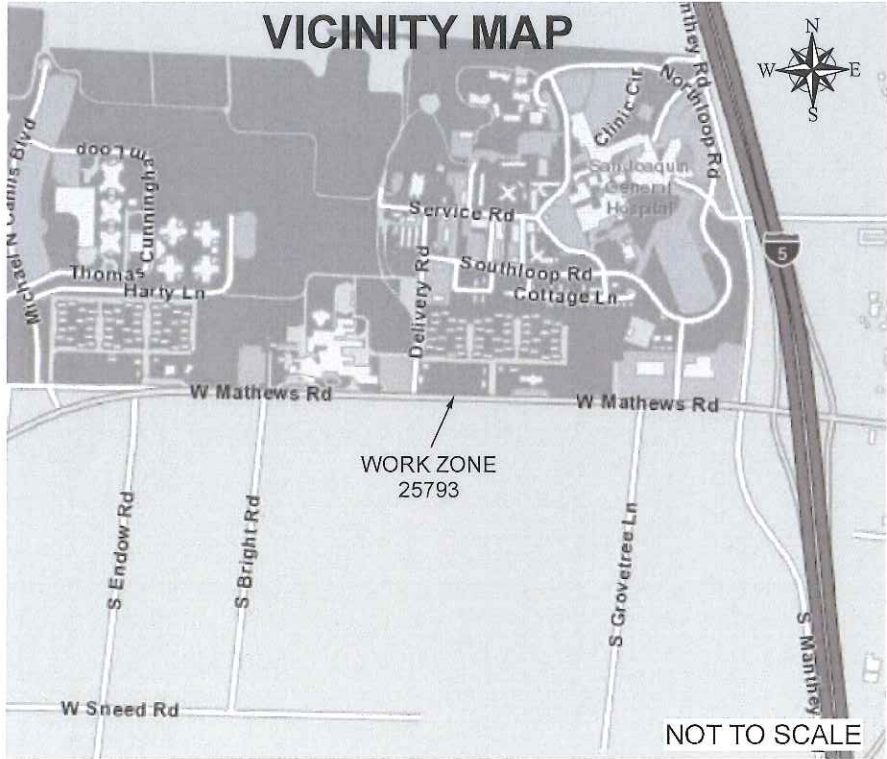 VICINITY MAP
N
W E
S
Manthey Rd
Northloop Rd
Clinic Cir
San Joaquin
General
Hospital
Michael N Canlis Blvd
Cunningham Loop
Service Rd
5
Southloop Rd
Thomas
Harty Ln
Cottage Ln
Delivery Rd
W Mathews Rd
W Mathews Rd
WORK ZONE
25793
S Endow Rd
S Bright Rd
S Grovetree Ln
S Manthey
W Sneed Rd
NOT TO SCALE